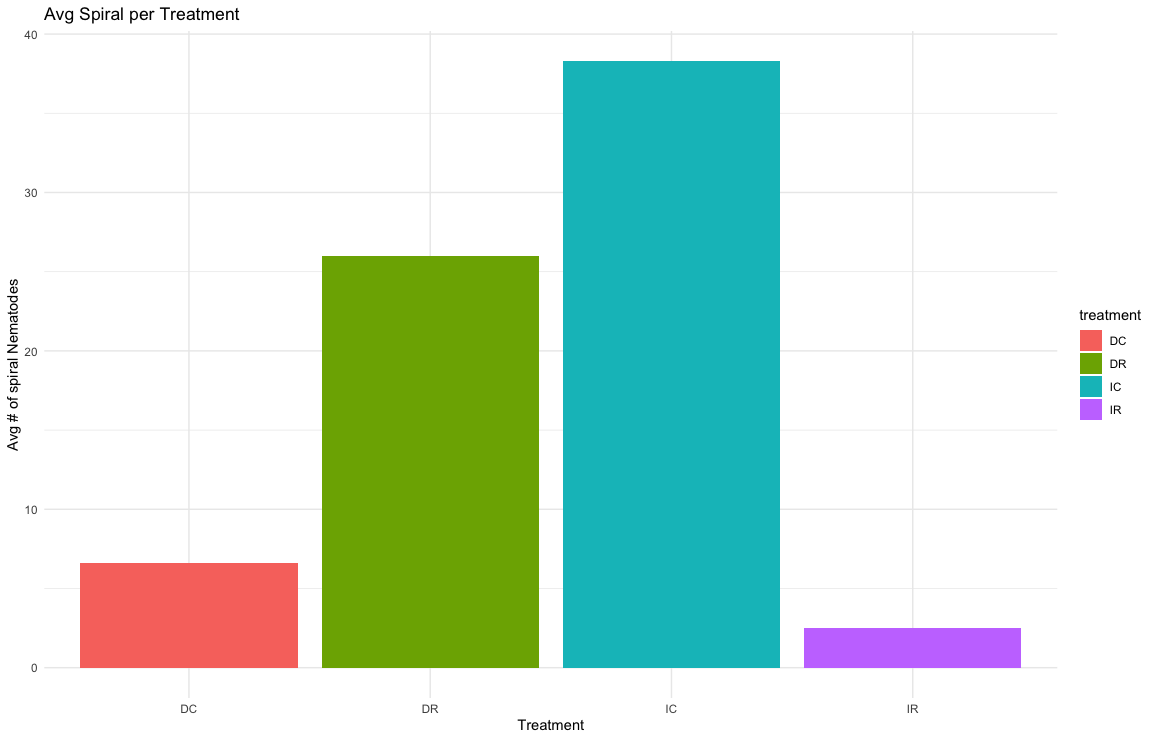 Avg Spiral per Treatment
Avg # of spiral Nematodes
40
30
20
10
0
DC
DR
IC
IR
Treatment
treatment
DC
DR
IC
IR